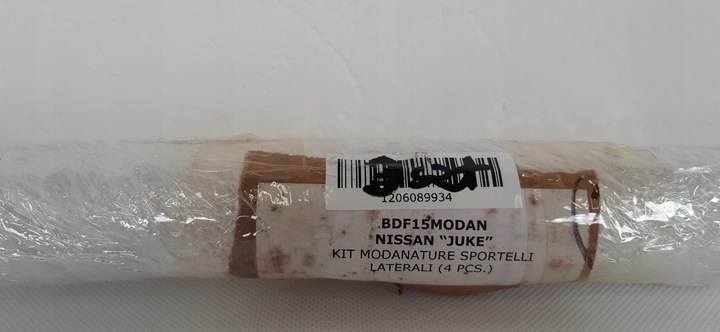 1206089934
.BDF15MODAN
NISSAN “JUKE”
KIT MODANATURE SPORTELLI
LATERALI (4 PCS.)